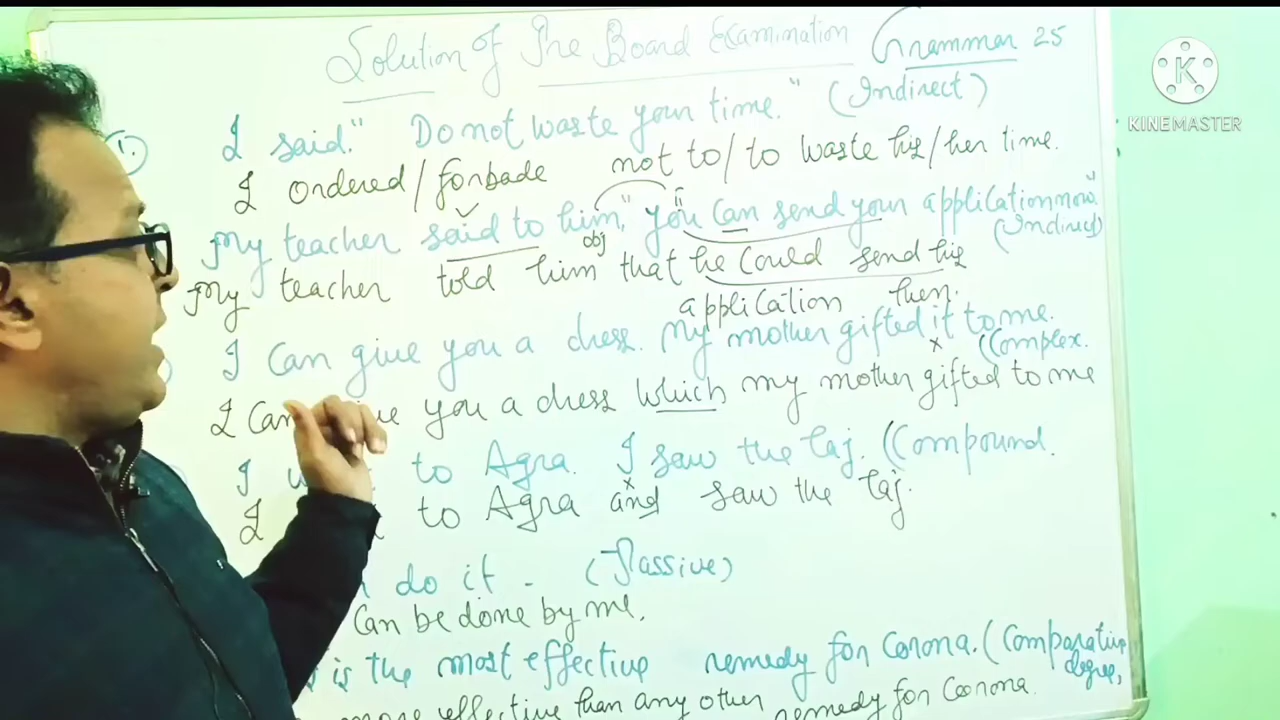 Solution of The Board Examination Grammar 25
KINEMASTER
1. I said." Do not waste your time." (Indirect)
I ordered/forbade not to/to waste his/her time.
My teacher said to him," you can send your application now."
(Indirect)
obj
My teacher told him that he could send his
application then.
I can give you a dress. My mother gifted it to me.
(Complex.
I can give you a dress which my mother gifted to me
I to Agra. I saw the Taj. (Compound.
I to Agra and saw the Taj.
do it. (Passive)
can be done by me.
is the most effective remedy for Corona. (Comparative
degree,
more effective than any other remedy for Corona.